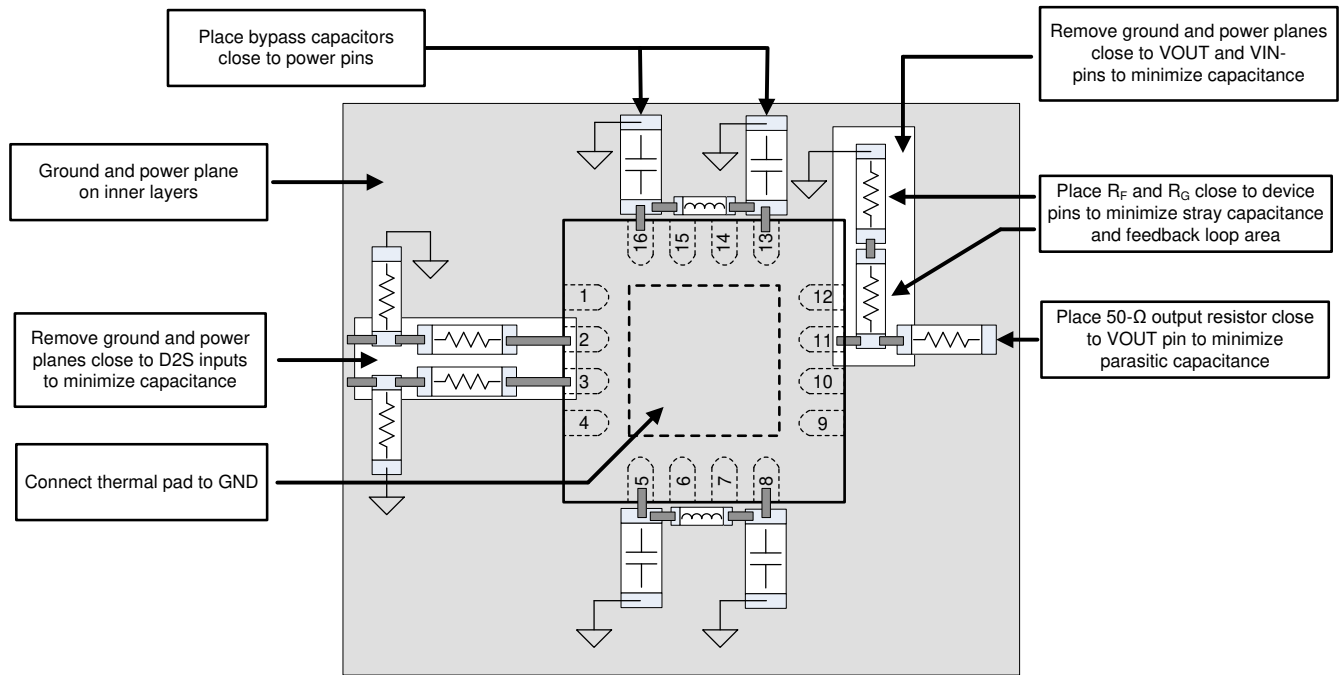 Place bypass capacitors
close to power pins
Remove ground and power planes
close to VOUT and VIN-
pins to minimize capacitance
Ground and power plane
on inner layers
Place RF and RG close to device
pins to minimize stray capacitance
and feedback loop area
Remove ground and power
planes close to D2S inputs
to minimize capacitance
Place 50-Ω output resistor close
to VOUT pin to minimize
parasitic capacitance
Connect thermal pad to GND
16
15
14
13
1
2
3
4
12
11
10
9
5
6
7
8